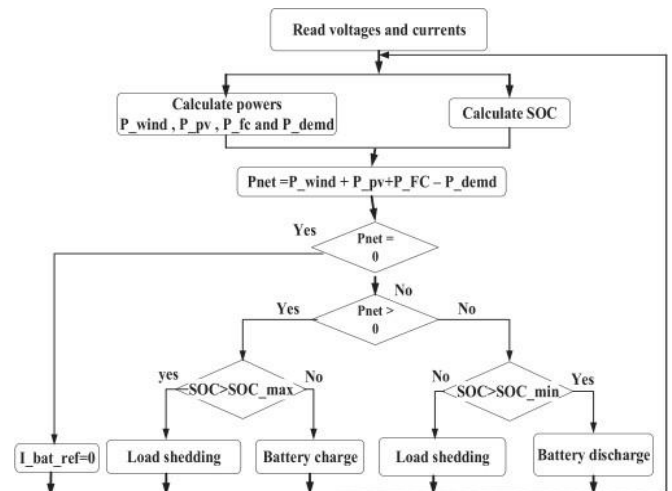 Read voltages and currents
Calculate powers
P_wind , P_pv , P_fc and P_demd
Calculate SOC
Pnet =P_wind + P_pv+P_FC – P_demd
Yes
Pnet =
0
No
Yes
Pnet >
0
No
yes
SOC>SOC_max
No
No
SOC>SOC_min
Yes
I_bat_ref=0
Load shedding
Battery charge
Load shedding
Battery discharge